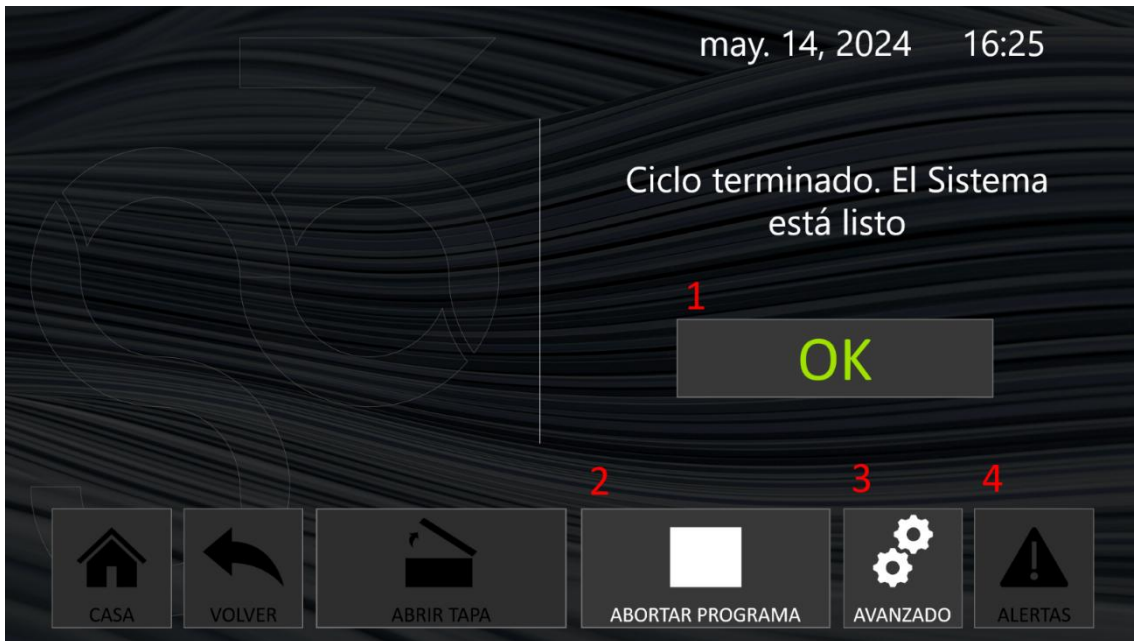 may. 14, 2024 16:25
Ciclo terminado. El Sistema
está listo
1
OK
2
3
4
CASA
VOLVER
ABRIR TAPA
ABORTAR PROGRAMA
AVANZADO
ALERTAS